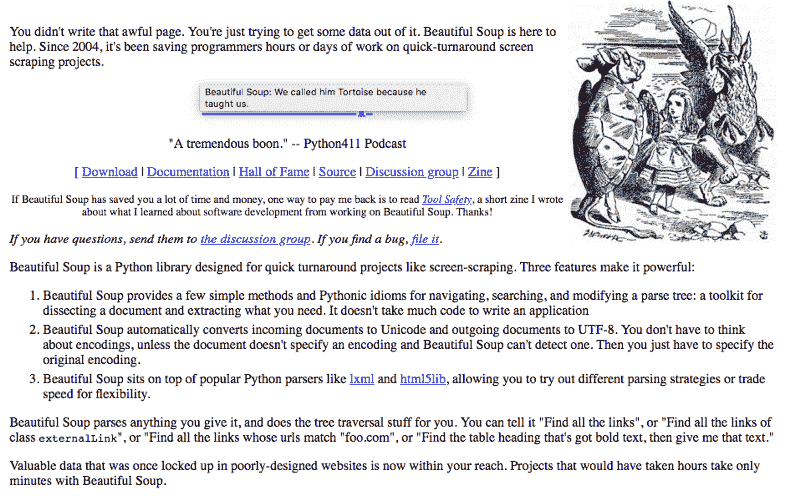 You didn't write that awful page. You're just trying to get some data out of it. Beautiful Soup is here to
help. Since 2004, it's been saving programmers hours or days of work on quick-turnaround screen
scraping projects.
Beautiful Soup: We called him Tortoise because he
taught us.
"A tremendous boon." -- Python411 Podcast
[ Download | Documentation | Hall of Fame | Source | Discussion group | Zine ]
If Beautiful Soup has saved you a lot of time and money, one way to pay me back is to read Tool Safety, a short zine I wrote
about what I learned about software development from working on Beautiful Soup. Thanks!
If you have questions, send them to the discussion group. If you find a bug, file it.
Beautiful Soup is a Python library designed for quick turnaround projects like screen-scraping. Three features make it powerful:
1. Beautiful Soup provides a few simple methods and Pythonic idioms for navigating, searching, and modifying a parse tree: a toolkit for
dissecting a document and extracting what you need. It doesn't take much code to write an application
2. Beautiful Soup automatically converts incoming documents to Unicode and outgoing documents to UTF-8. You don't have to think
about encodings, unless the document doesn't specify an encoding and Beautiful Soup can't detect one. Then you just have to specify the
original encoding.
3. Beautiful Soup sits on top of popular Python parsers like lxml and html5lib, allowing you to try out different parsing strategies or trade
speed for flexibility.
Beautiful Soup parses anything you give it, and does the tree traversal stuff for you. You can tell it "Find all the links", or "Find all the links of
class externalLink", or "Find all the links whose urls match "foo.com", or "Find the table heading that's got bold text, then give me that text."
Valuable data that was once locked up in poorly-designed websites is now within your reach. Projects that would have taken hours take only
minutes with Beautiful Soup.